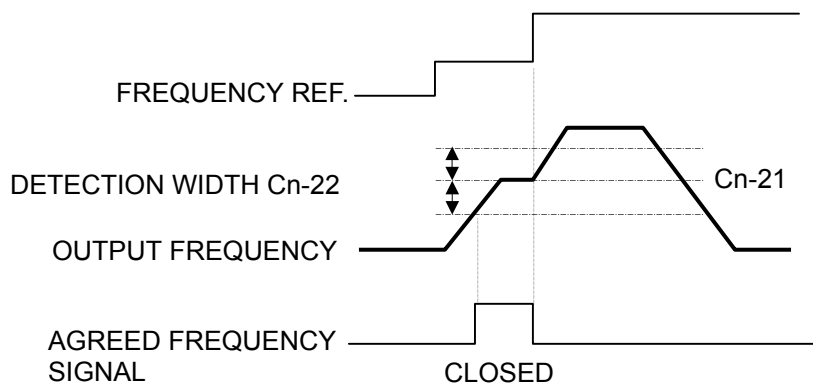 FREQUENCY REF.
DETECTION WIDTH Cn-22
Cn-21
OUTPUT FREQUENCY
AGREED FREQUENCY
SIGNAL
CLOSED